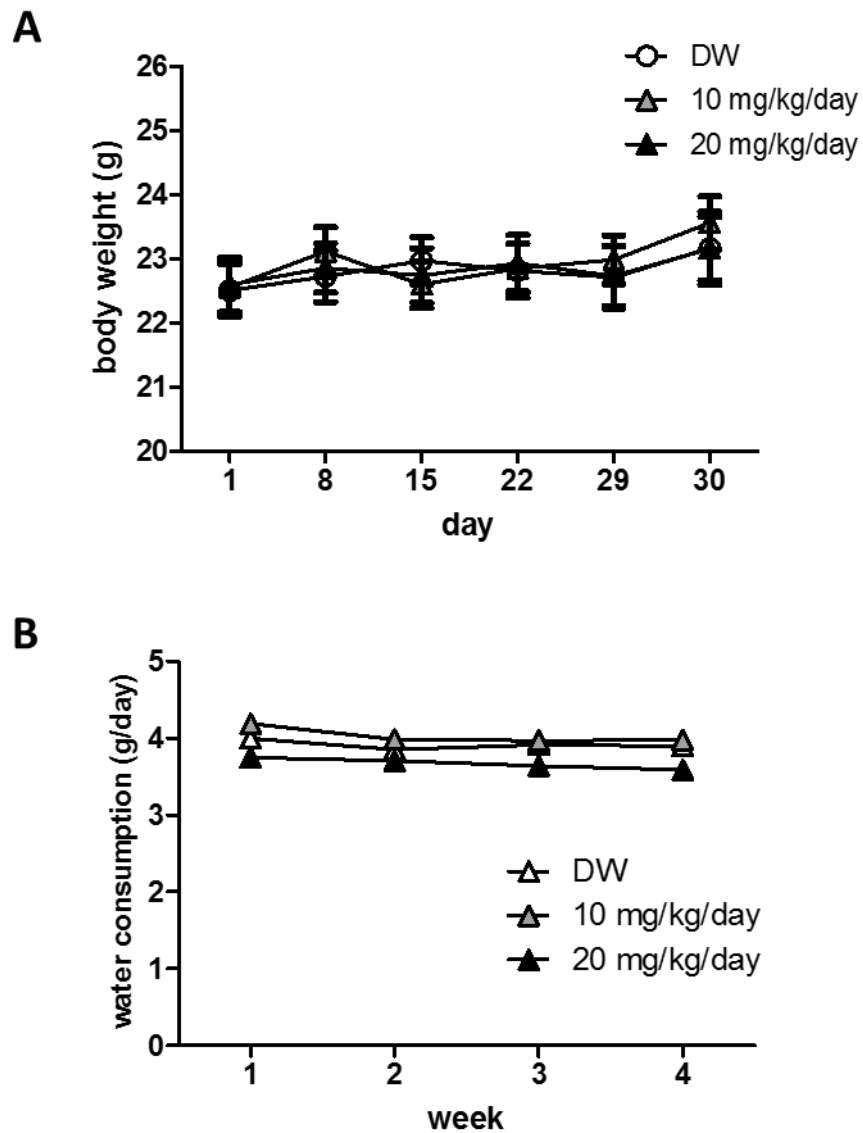 A
DW
10 mg/kg/day
20 mg/kg/day
26
25
24
23
22
21
20
body weight (g)
1 8 15 22 29 30
day
B
5
4
3
2
1
0
water consumption (g/day)
DW
10 mg/kg/day
20 mg/kg/day
1 2 3 4
week